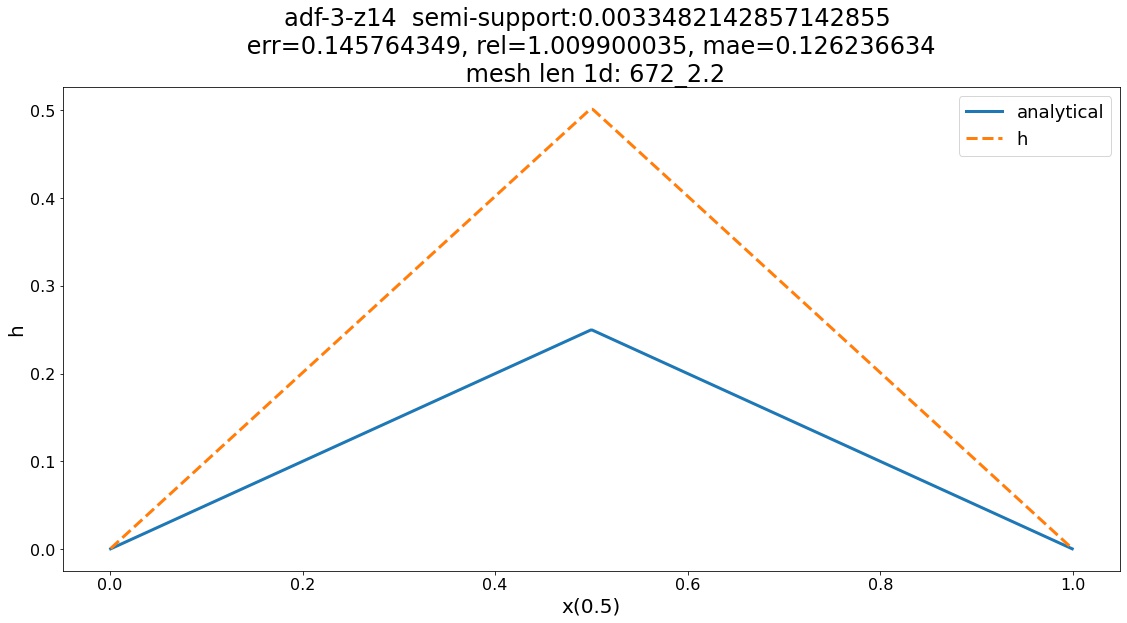 adf-3-z14  semi-support:0.0033482142857142855
err=0.145764349, rel=1.009900035, mae=0.126236634
mesh len 1d: 672_2.2
analytical
h
h
0.5
0.4
0.3
0.2
0.1
0.0
0.0 0.2 0.4 0.6 0.8 1.0
x(0.5)